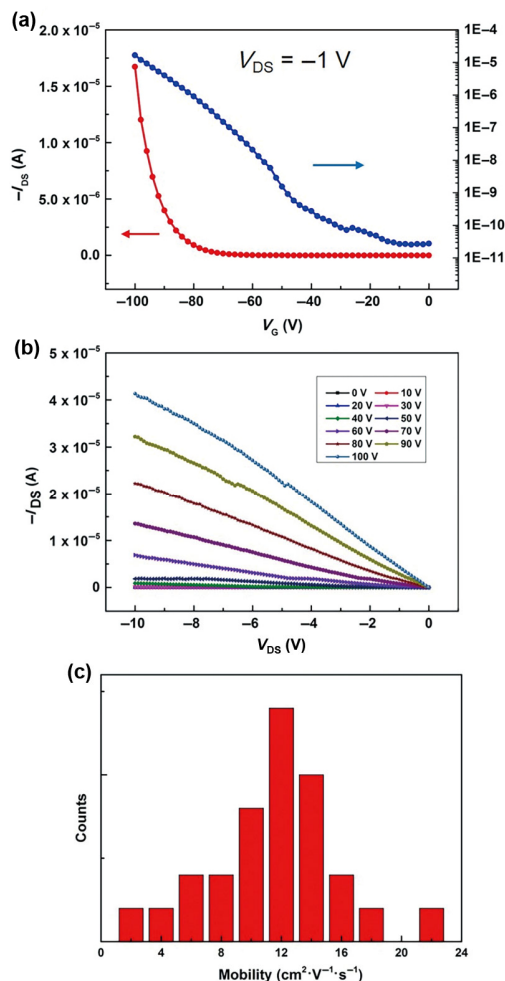 (a)
2.0 × 10⁻⁵
1.5 × 10⁻⁵
1.0 × 10⁻⁵
5.0 × 10⁻⁶
0.0
−I_DS (A)
V_DS = −1 V
1E−4
1E−5
1E−6
1E−7
1E−8
1E−9
1E−10
1E−11
−100 −80 −60 −40 −20 0
V_G (V)
(b)
5 x 10⁻⁵
4 x 10⁻⁵
3 x 10⁻⁵
2 x 10⁻⁵
1 x 10⁻⁵
0
−I_DS (A)
0 V 10 V
20 V 30 V
40 V 50 V
60 V 70 V
80 V 90 V
100 V
−10 −8 −6 −4 −2 0
V_DS (V)
(c)
Counts
0 4 8 12 16 20 24
Mobility (cm²·V⁻¹·s⁻¹)